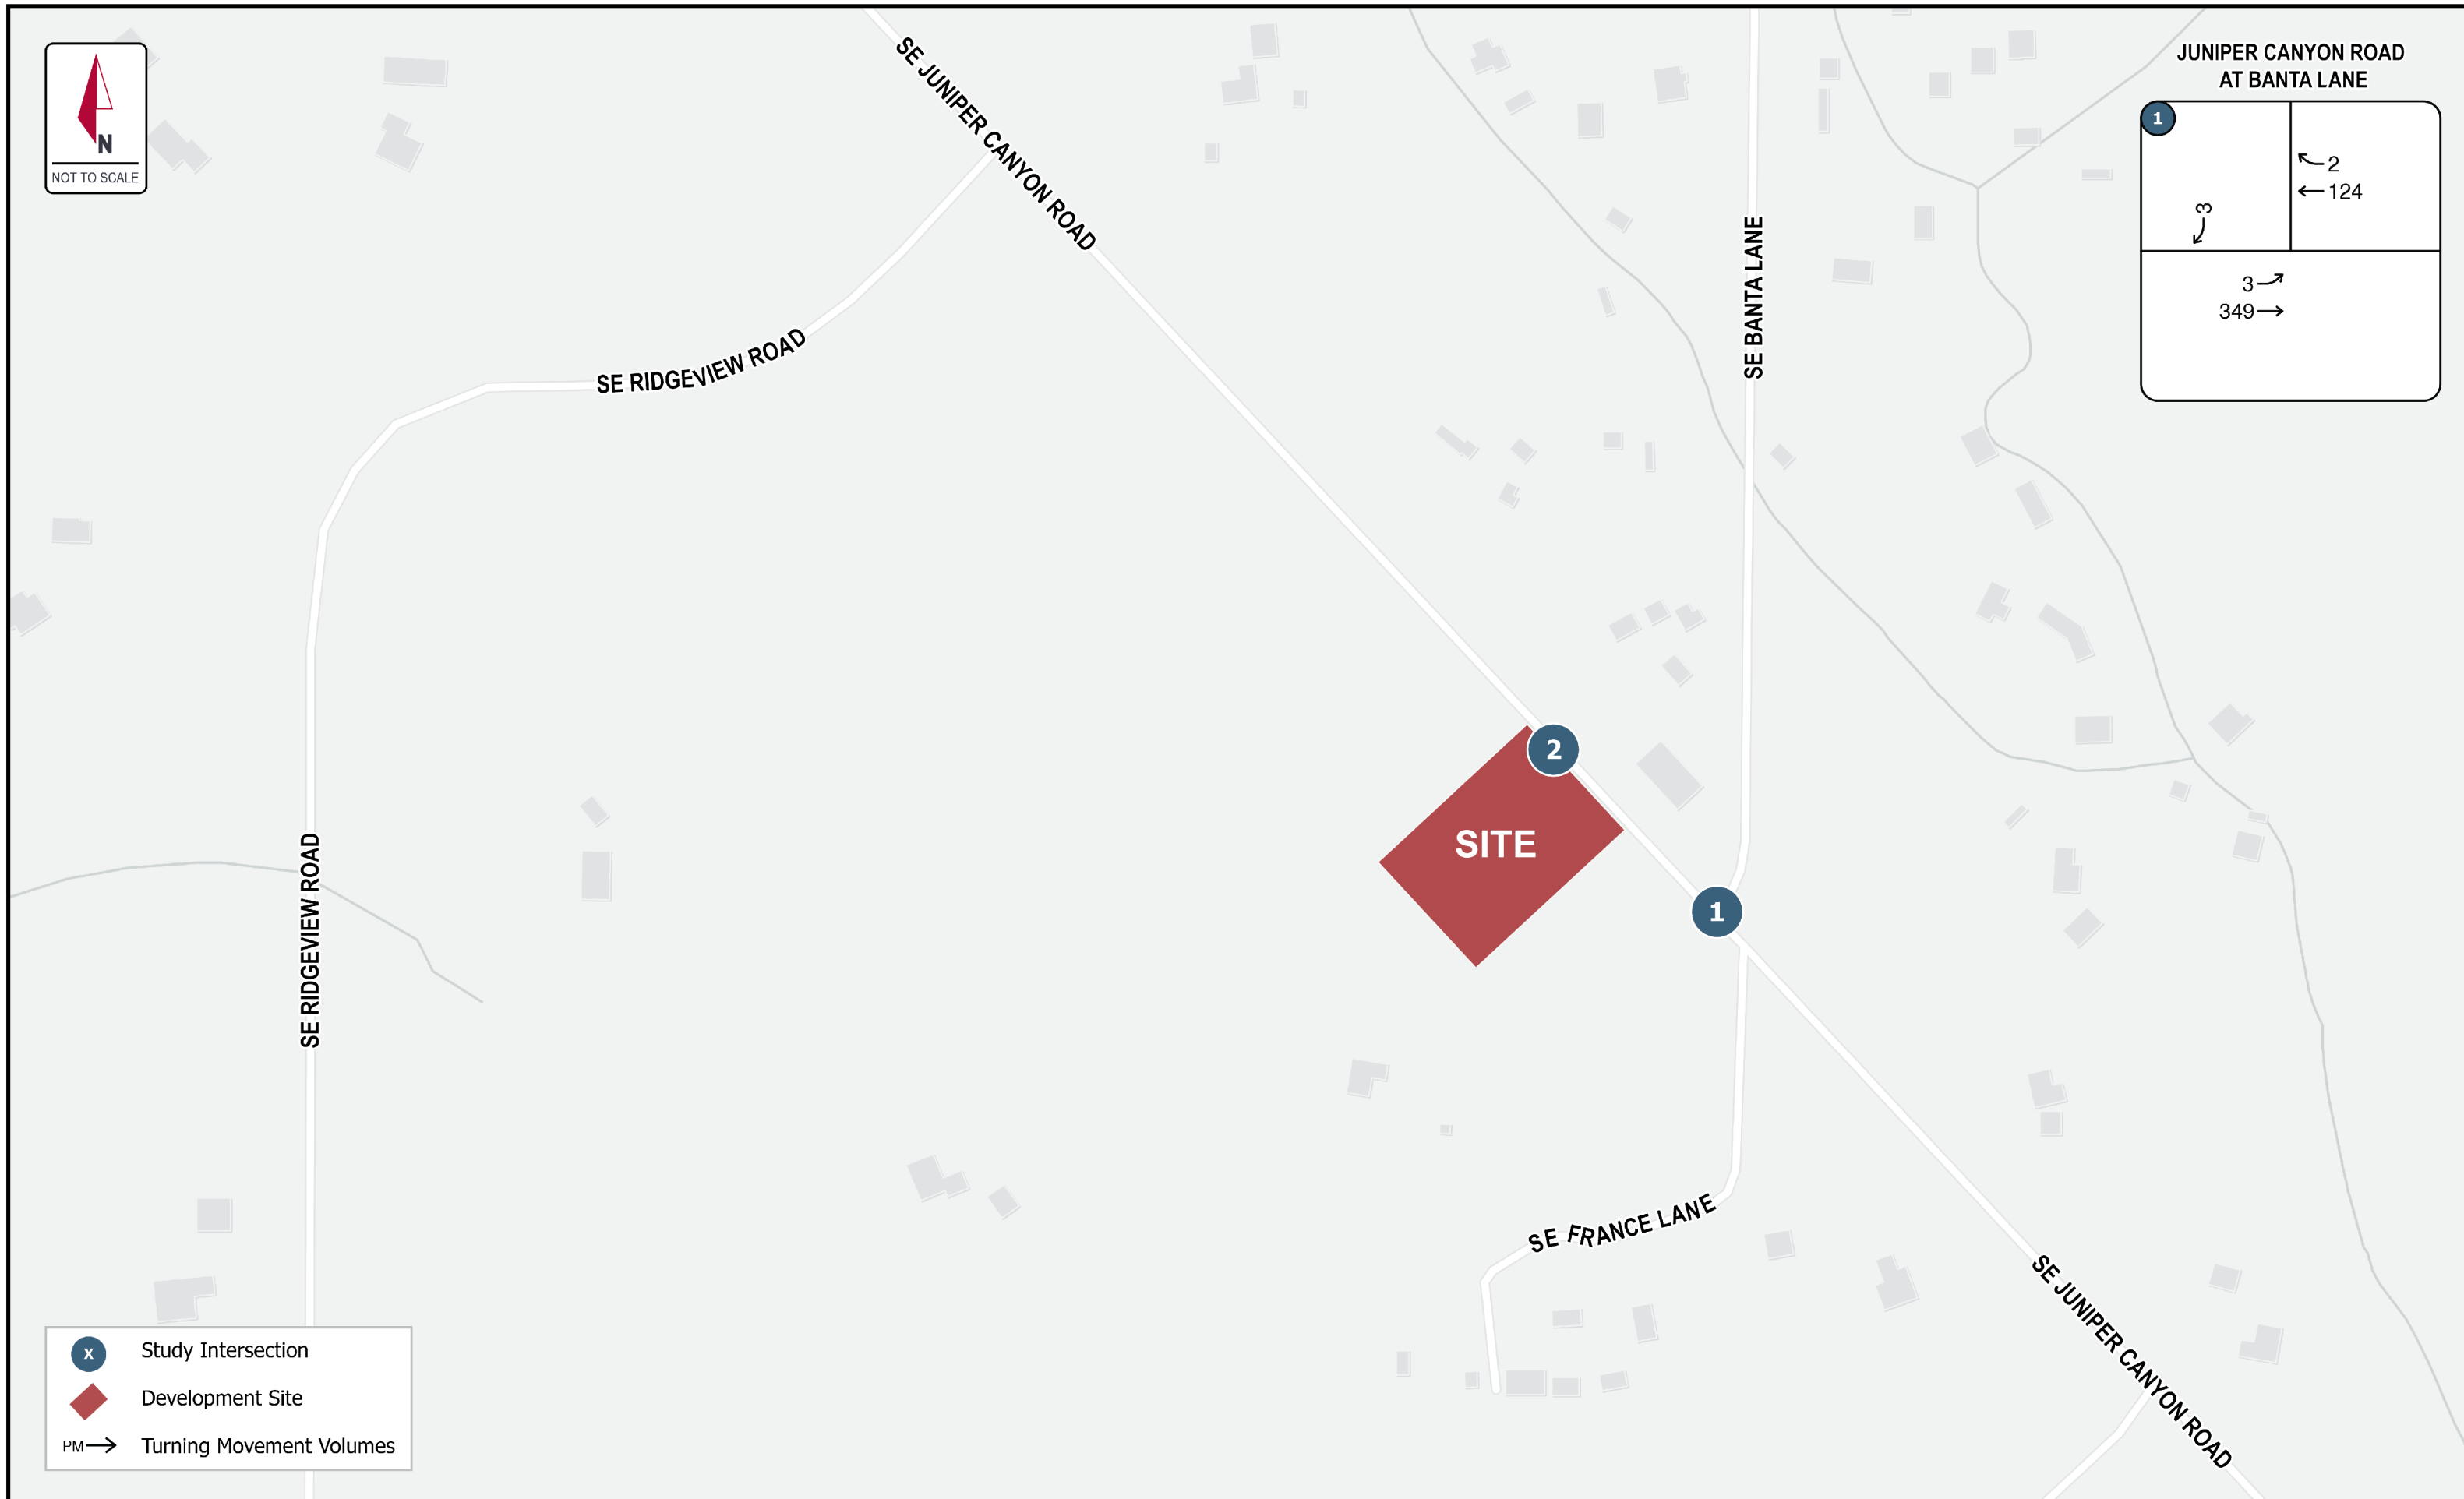 N
NOT TO SCALE
SE JUNIPER CANYON ROAD
JUNIPER CANYON ROAD
AT BANTA LANE
1
2
124
3
3
349
SE BANTA LANE
SE RIDGEVIEW ROAD
2
SITE
1
SE RIDGEVIEW ROAD
SE FRANCE LANE
SE JUNIPER CANYON ROAD
X Study Intersection
Development Site
PM Turning Movement Volumes